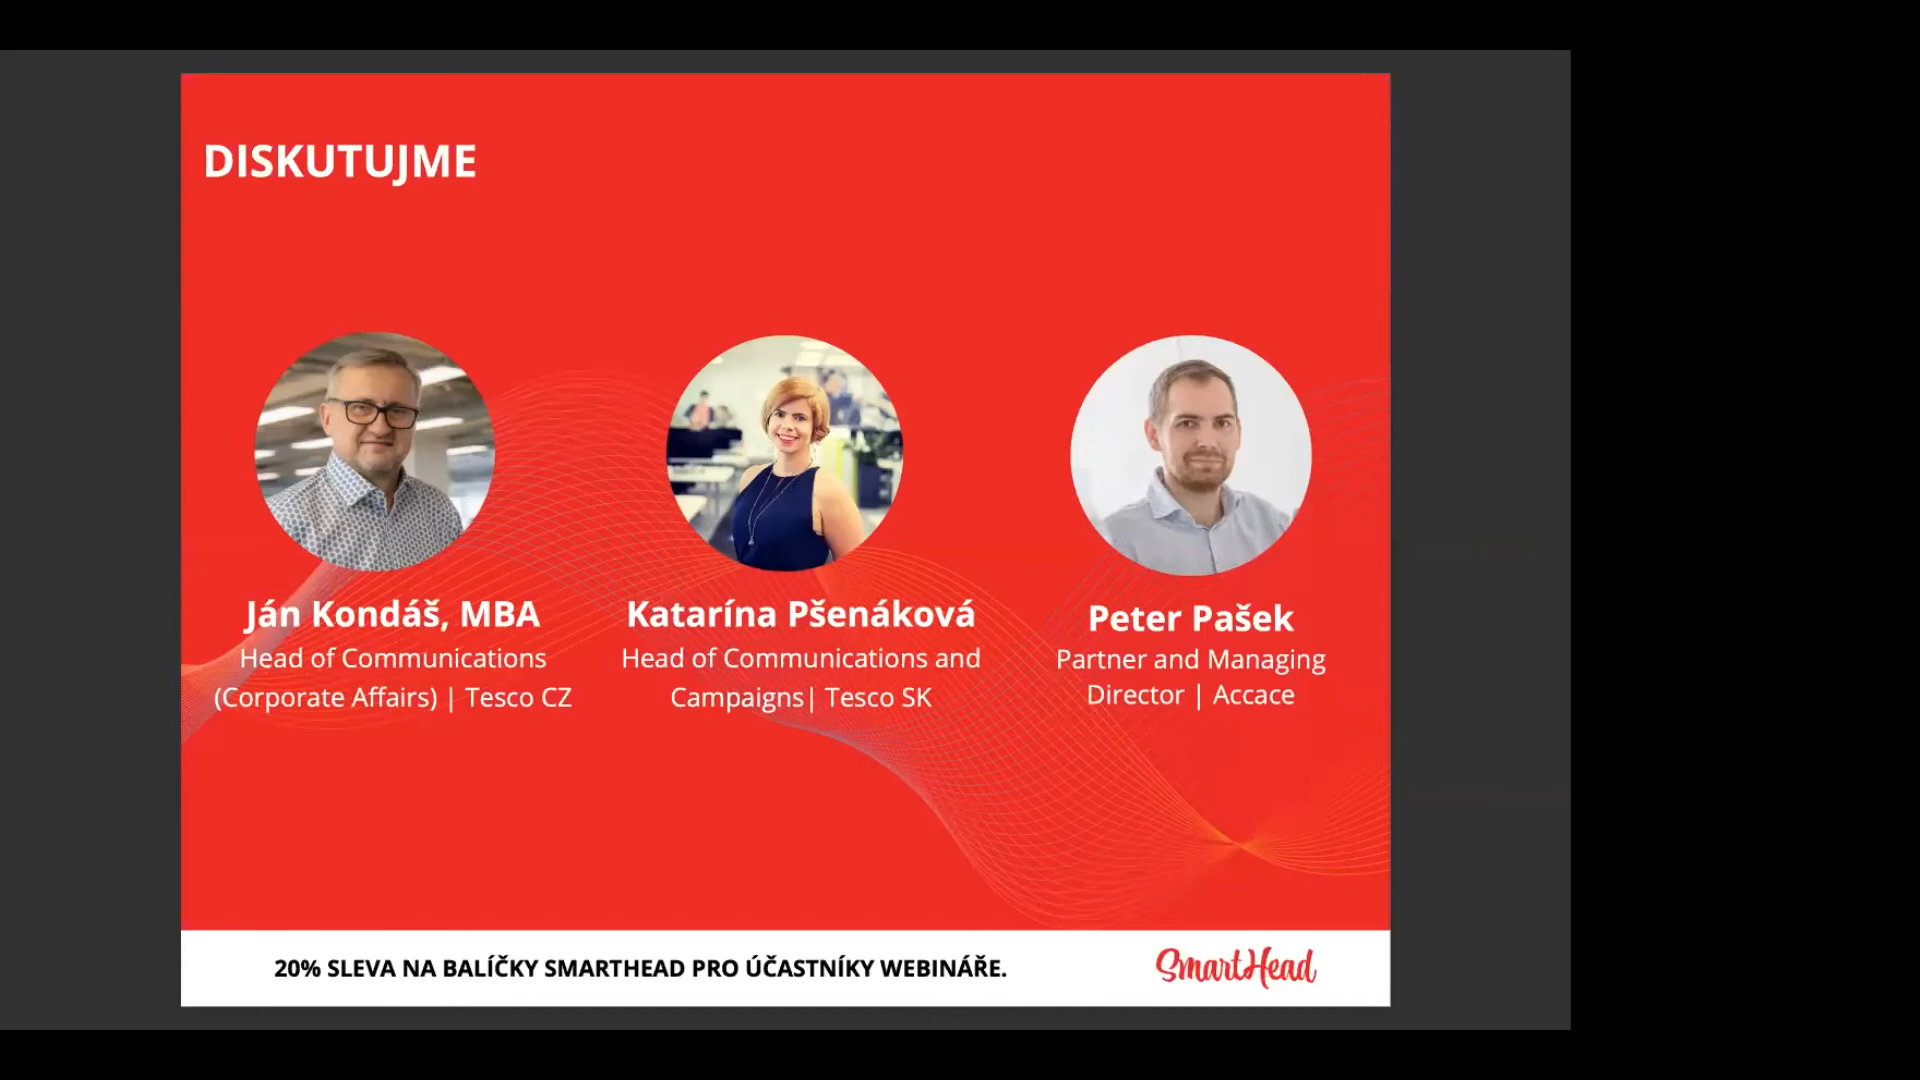 DISKUTUJME
Ján Kondáš, MBA
Head of Communications
(Corporate Affairs) | Tesco CZ
Katarína Pšenáková
Head of Communications and
Campaigns| Tesco SK
Peter Pašek
Partner and Managing
Director | Accace
20% SLEVA NA BALÍČKY SMARTHEAD PRO ÚČASTNÍKY WEBINÁŘE.
SmartHead